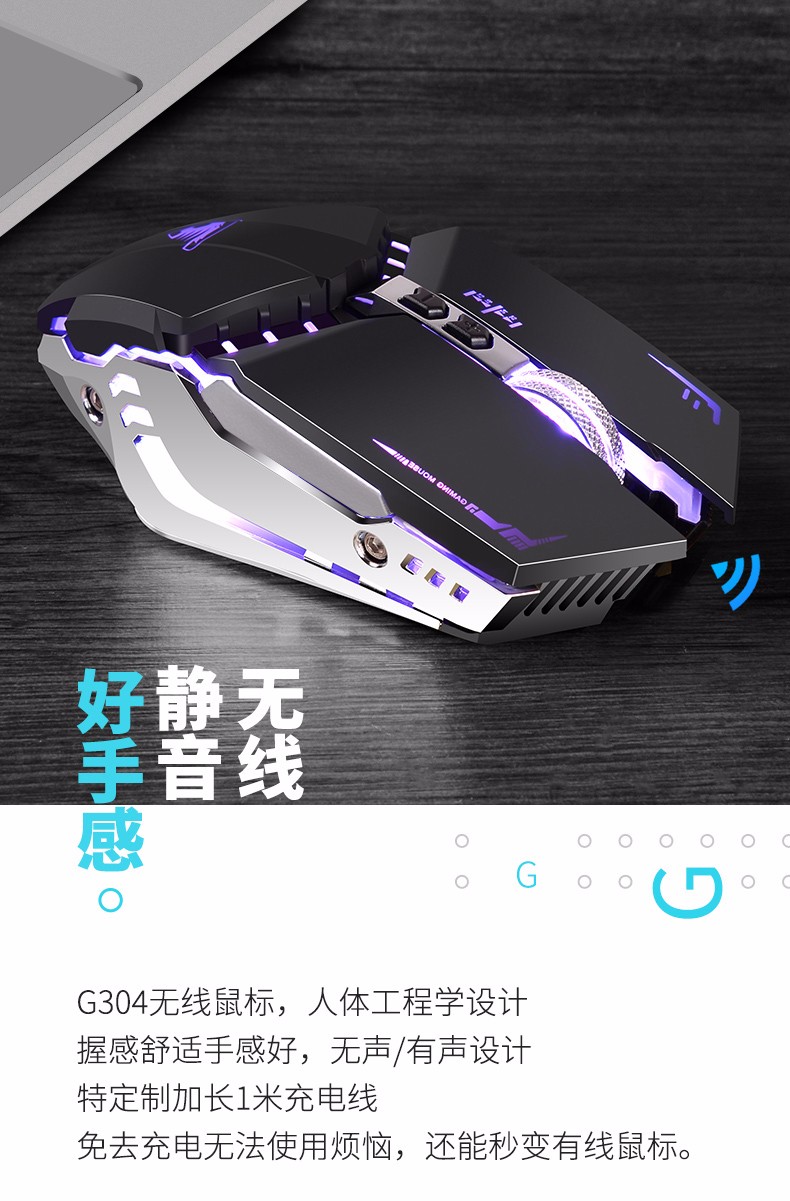 GAMING MOUSE
无线
静音
好手感。
G
G
G304无线鼠标，人体工程学设计
握感舒适手感好，无声/有声设计
特定制加长1米充电线
免去充电无法使用烦恼，还能秒变有线鼠标。